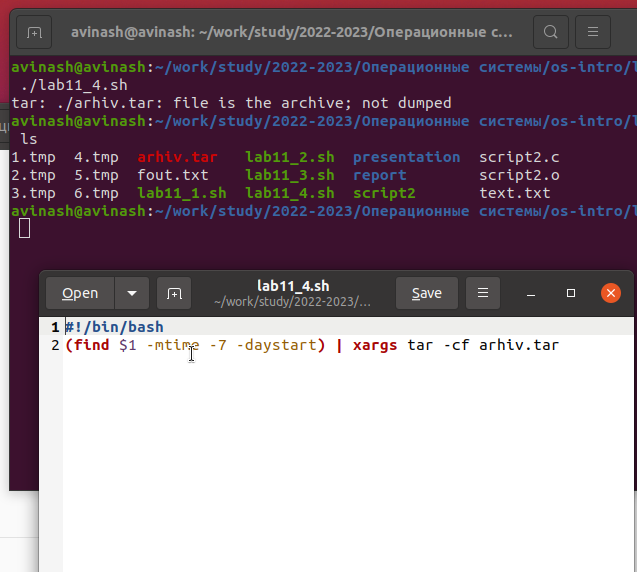 avinash@avinash: ~/work/study/2022-2023/Операционные с…
avinash@avinash:~/work/study/2022-2023/Операционные системы/os-intro/l
./lab11_4.sh
tar: ./arhiv.tar: file is the archive; not dumped
avinash@avinash:~/work/study/2022-2023/Операционные системы/os-intro/l
ls
1.tmp 4.tmp arhiv.tar lab11_2.sh presentation script2.c
2.tmp 5.tmp fout.txt lab11_3.sh report script2.o
3.tmp 6.tmp lab11_1.sh lab11_4.sh script2 text.txt
avinash@avinash:~/work/study/2022-2023/Операционные системы/os-intro/l
Open lab11_4.sh Save
~/work/study/2022-2023/…
1 #!/bin/bash
2 (find $1 -mtime -7 -daystart) | xargs tar -cf arhiv.tar